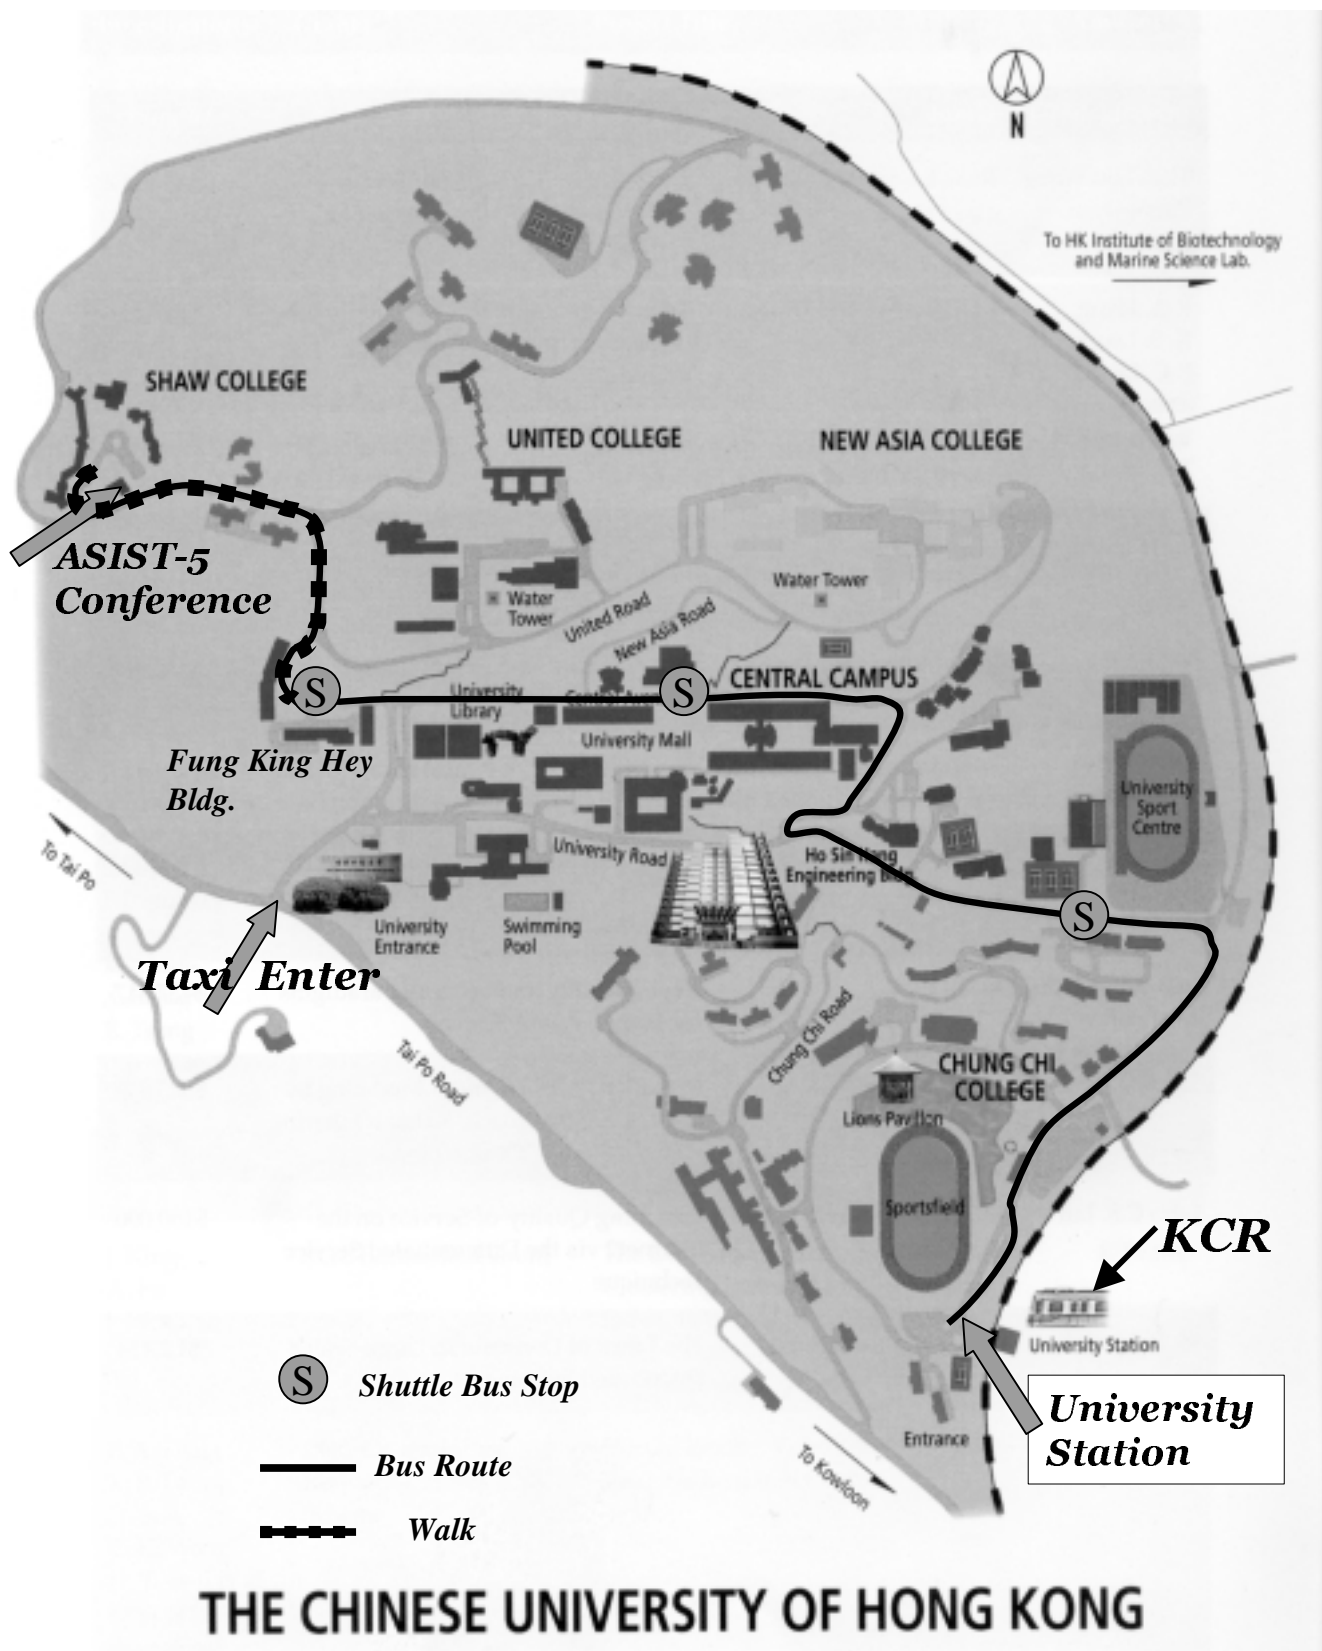 N
To HK Institute of Biotechnology
and Marine Science Lab.
SHAW COLLEGE
UNITED COLLEGE
NEW ASIA COLLEGE
ASIST-5
Conference
Water
Tower
Water Tower
United Road
New Asia Road
S
S
CENTRAL CAMPUS
University
Library
Central
University Mall
Fung King Hey
Bldg.
University
Sport
Centre
To Tai Po
University Road
Ho Sin Hang
Engineering Bldg.
S
University
Entrance
Swimming
Pool
Taxi Enter
Chung Chi Road
Tai Po Road
CHUNG CHI
COLLEGE
Lions Pavilion
Sportsfield
KCR
University Station
S Shuttle Bus Stop
University
Station
Entrance
To Kowloon
Bus Route
Walk
THE CHINESE UNIVERSITY OF HONG KONG